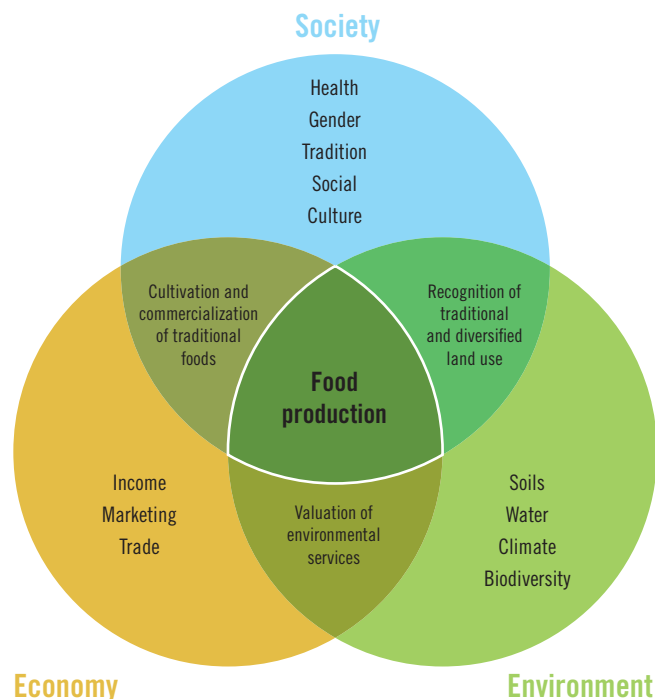 Society
Health
Gender
Tradition
Social
Culture
Cultivation and
commercialization
of traditional
foods
Recognition of
traditional
and diversified
land use
Food
production
Income
Marketing
Trade
Valuation of
environmental
services
Soils
Water
Climate
Biodiversity
Economy
Environment